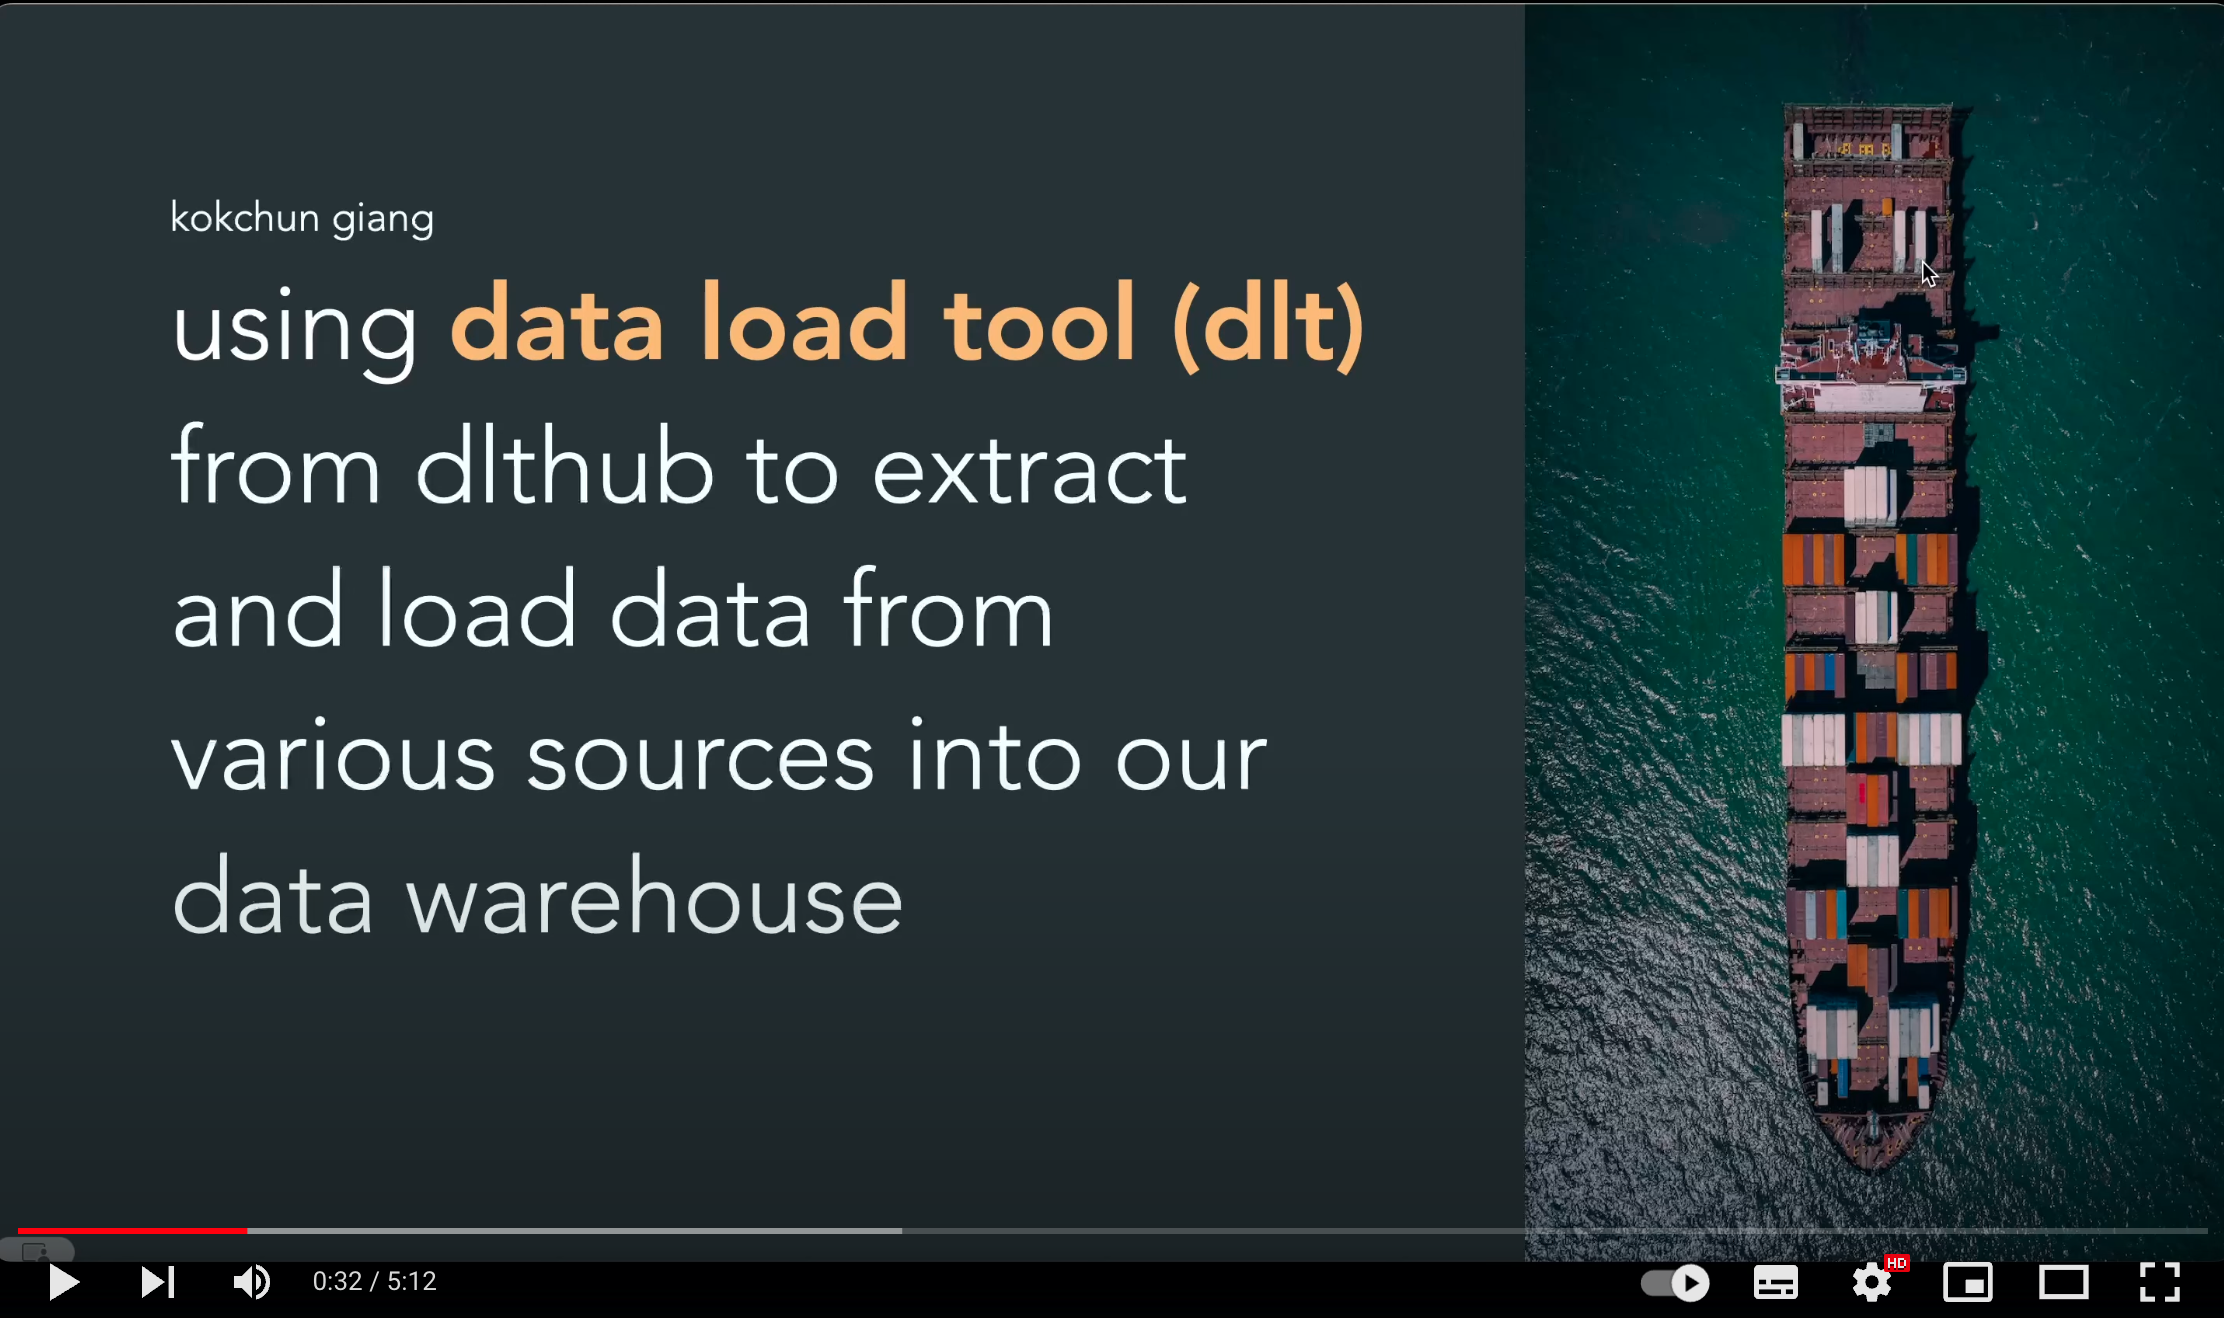 kokchun giang
using data load tool (dlt)
from dlthub to extract
and load data from
various sources into our
data warehouse
0:32 / 5:12
HD